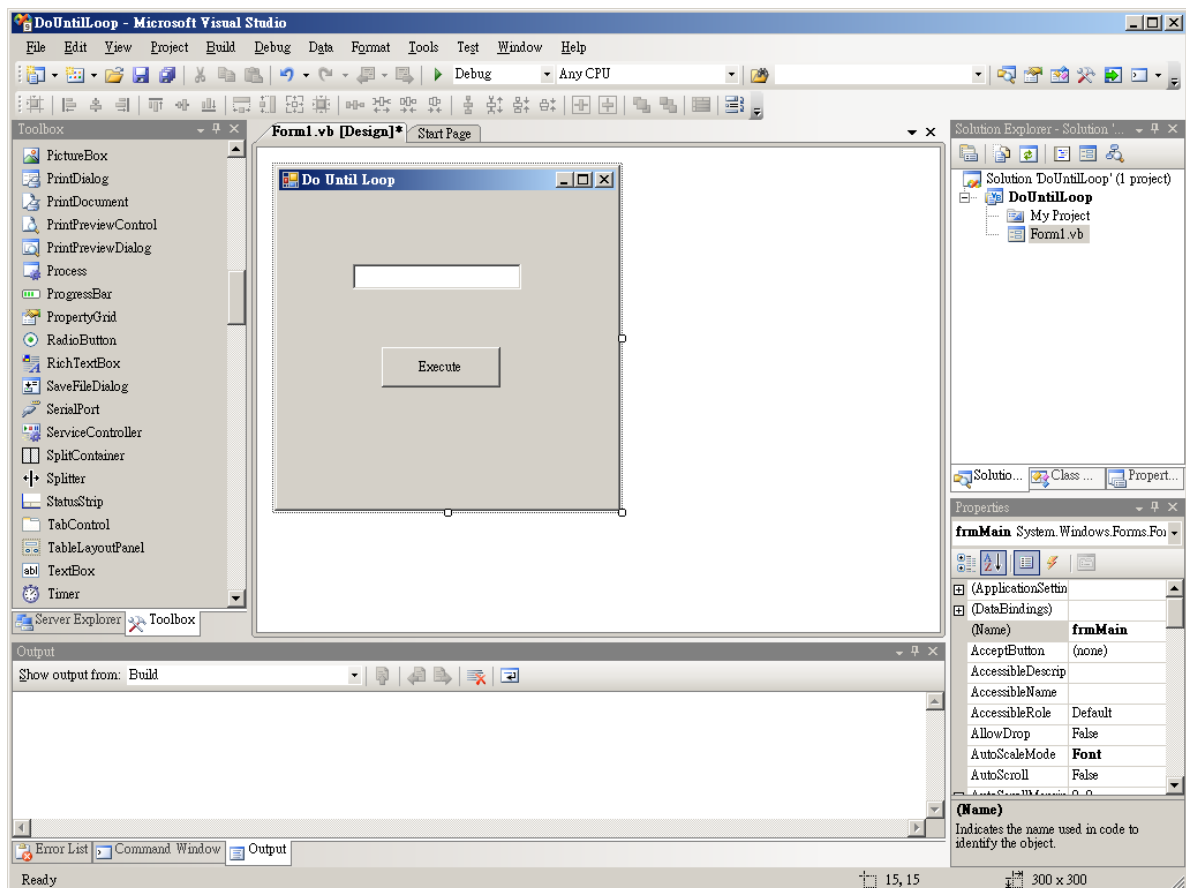 DoUntilLoop - Microsoft Visual Studio
File Edit View Project Build Debug Data Format Tools Test Window Help
Debug Any CPU
Toolbox
PictureBox
PrintDialog
PrintDocument
PrintPreviewControl
PrintPreviewDialog
Process
ProgressBar
PropertyGrid
RadioButton
RichTextBox
SaveFileDialog
SerialPort
ServiceController
SplitContainer
Splitter
StatusStrip
TabControl
TableLayoutPanel
TextBox
Timer
Server Explorer Toolbox
Form1.vb [Design]* Start Page
Do Until Loop
Execute
Solution Explorer - Solution '...
Solution 'DoUntilLoop' (1 project)
DoUntilLoop
My Project
Form1.vb
Solutio... Class ... Propert...
Properties
frmMain System.Windows.Forms.For
(ApplicationSettin
(DataBindings)
(Name) frmMain
AcceptButton (none)
AccessibleDescrip
AccessibleName
AccessibleRole Default
AllowDrop False
AutoScaleMode Font
AutoScroll False
(Name)
Indicates the name used in code to
identify the object.
Output
Show output from: Build
Error List Command Window Output
Ready 15, 15 300 x 300